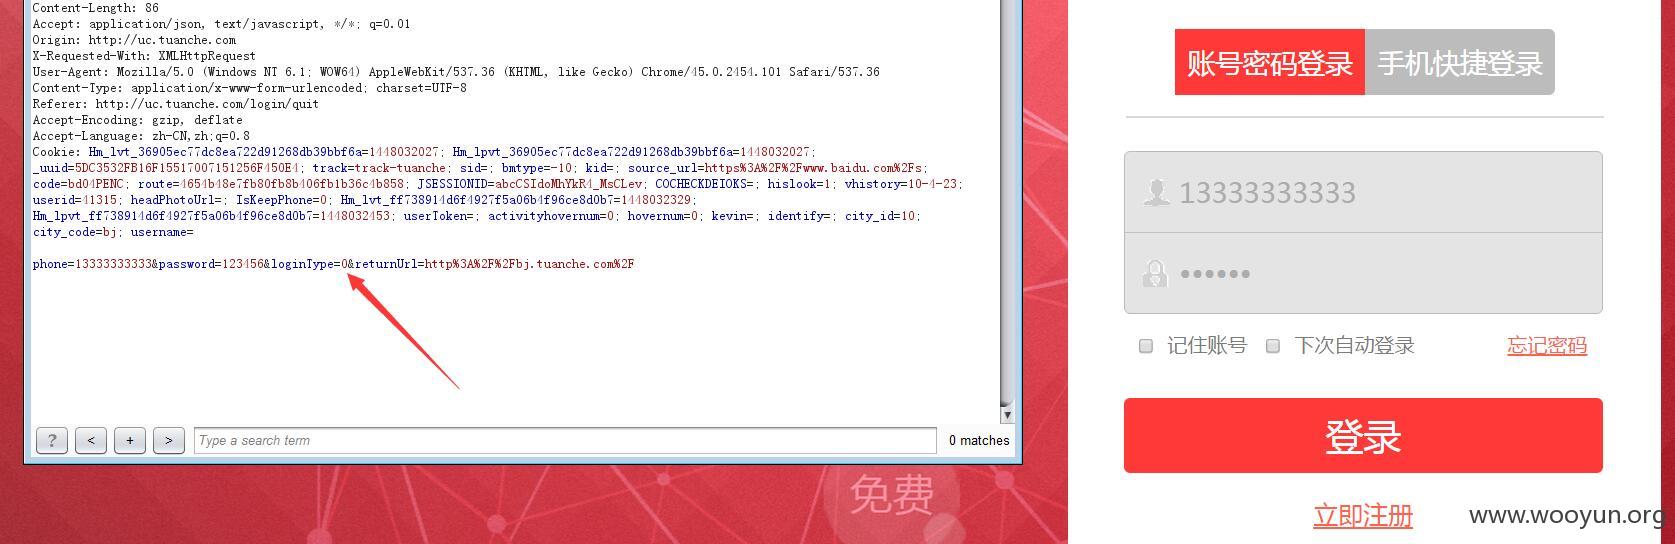 Content-Length: 86
Accept: application/json, text/javascript, */*; q=0.01
Origin: http://uc.tuanche.com
X-Requested-With: XMLHttpRequest
User-Agent: Mozilla/5.0 (Windows NT 6.1; WOW64) AppleWebKit/537.36 (KHTML, like Gecko) Chrome/45.0.2454.101 Safari/537.36
Content-Type: application/x-www-form-urlencoded; charset=UTF-8
Referer: http://uc.tuanche.com/login/quit
Accept-Encoding: gzip, deflate
Accept-Language: zh-CN,zh;q=0.8
Cookie: Hm_lvt_36905ec77dc8ea722d91268db39bbf6a=1448032027; Hm_lpvt_36905ec77dc8ea722d91268db39bbf6a=1448032027;
_uuid=5DC3532FB16F15517007151256F450E4; track=track-tuanche; sid=; bmtype=-10; kid=; source_url=https%3A%2F%2Fwww.baidu.com%2Fs;
code=bd04PENC; route=4654b48e7fb80fb8b406fb1b36c4b858; JSESSIONID=abcCSIdoMhYkR4_MsCLev; COCHECKDEIOKS=; hislook=1; vhistory=10-4-23;
userid=41315; headPhotoUrl=; IsKeepPhone=0; Hm_lvt_ff738914d6f4927f5a06b4f96ce8d0b7=1448032329;
Hm_lpvt_ff738914d6f4927f5a06b4f96ce8d0b7=1448032453; userToken=; activityhovernum=0; hovernum=0; kevin=; identify=; city_id=10;
city_code=bj; username=
phone=13333333333&password=123456&loginType=0&returnUrl=http%3A%2F%2Fbj.tuanche.com%2F
? < + > Type a search term 0 matches
免费
账号密码登录 手机快捷登录
13333333333
••••••
记住账号 下次自动登录 忘记密码
登录
立即注册
www.wooyun.org